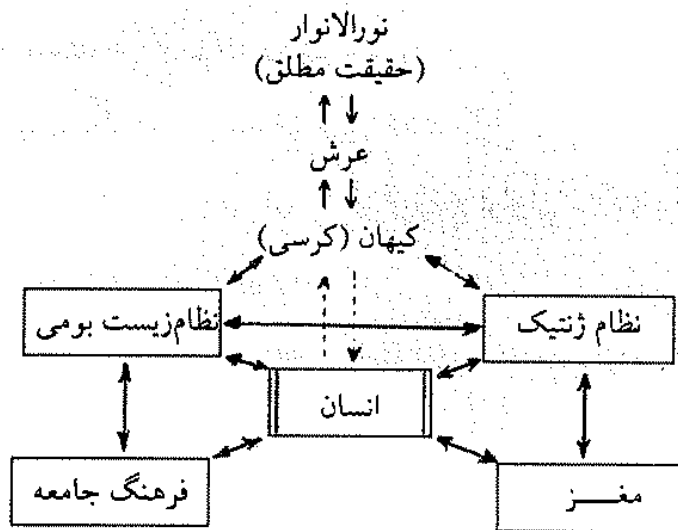 نورالانوار
(حقیقت مطلق)
عرش
کیهان (کرسی)
نظام ژنتیک
نظام زیست بومی
انسان
مغـــز
فرهنگ جامعه